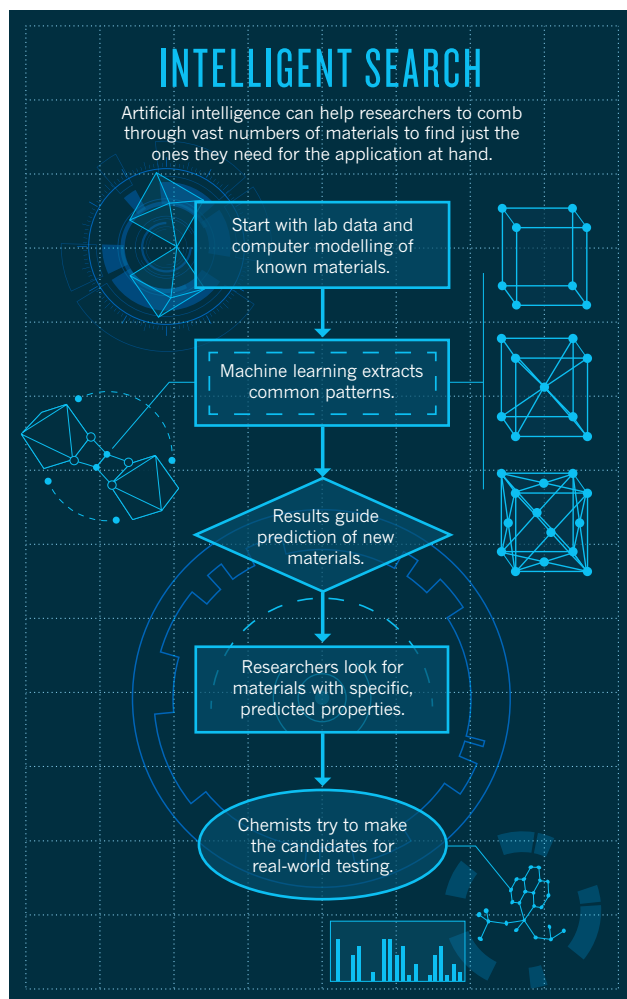 INTELLIGENT SEARCH
Artificial intelligence can help researchers to comb
through vast numbers of materials to find just the
ones they need for the application at hand.
Start with lab data and
computer modelling of
known materials.
Machine learning extracts
common patterns.
Results guide
prediction of new
materials.
Researchers look for
materials with specific,
predicted properties.
Chemists try to make
the candidates for
real-world testing.